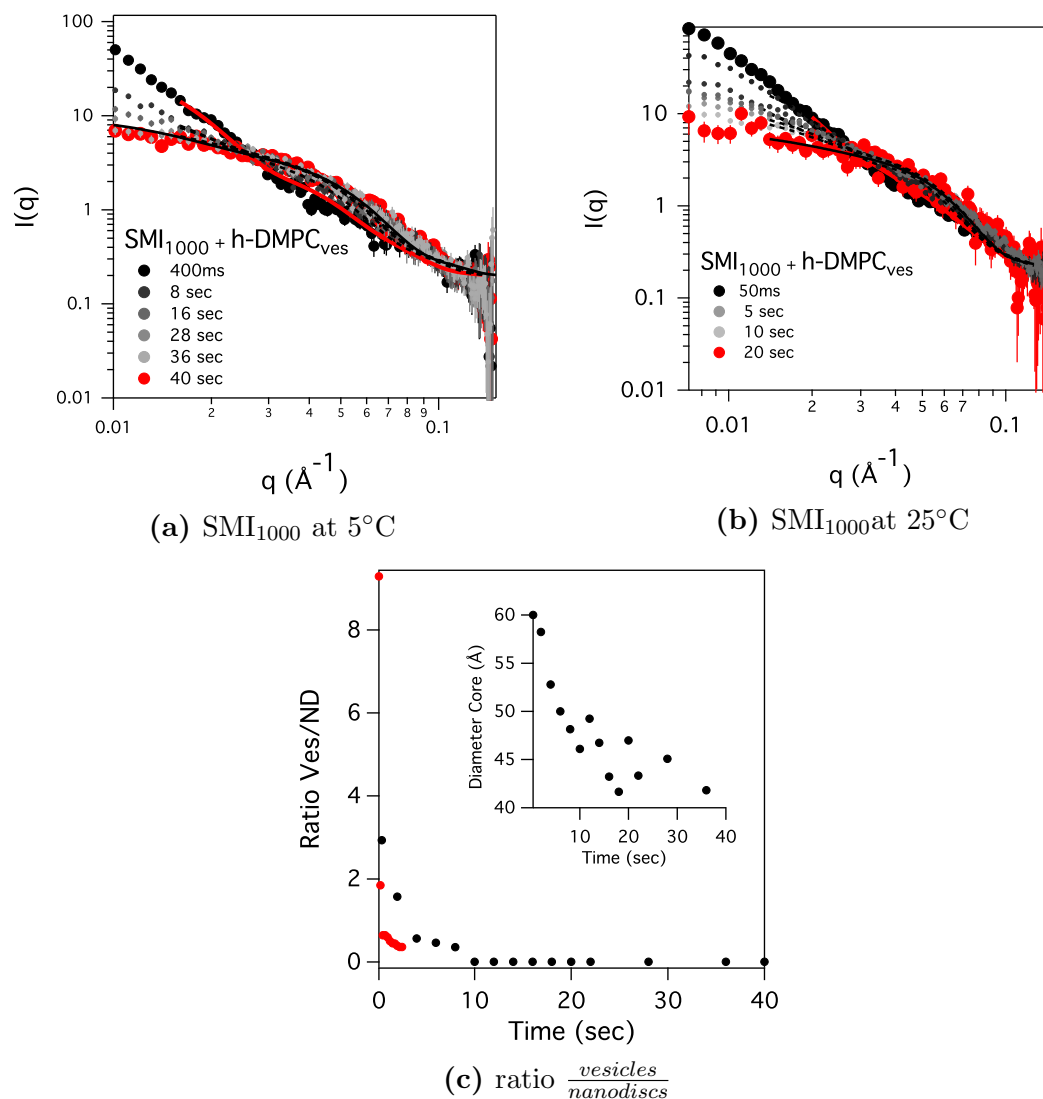 100
10
1
0.1
0.01
I(q)
SMI1000 + h-DMPCves
400ms
8 sec
16 sec
28 sec
36 sec
40 sec
0.01 2 3 4 5 6 7 8 9 0.1
q (Å-1)
(a) SMI1000 at 5°C
10
1
0.1
0.01
I(q)
SMI1000 + h-DMPCves
50ms
5 sec
10 sec
20 sec
0.01 2 3 4 5 6 7 0.1
q (Å-1)
(b) SMI1000at 25°C
8
6
4
2
0
Ratio Ves/ND
60
55
50
45
40
Diameter Core (Å)
10 20 30 40
Time (sec)
0 10 20 30 40
Time (sec)
(c) ratio vesicles/nanodiscs